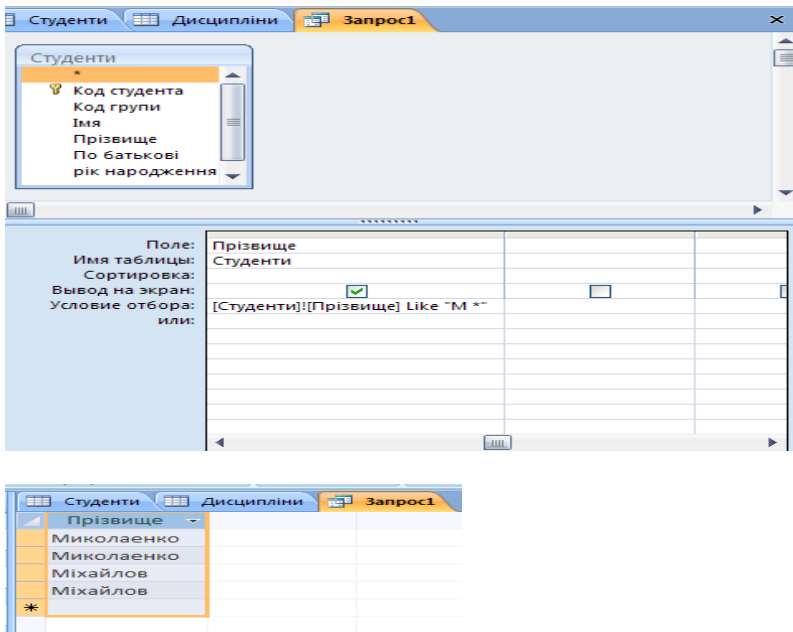 Студенти Дисципліни Запрос1
Студенти
*
Код студента
Код групи
Імя
Прізвище
По батькові
рік народження
Поле: Прізвище
Имя таблицы: Студенти
Сортировка:
Вывод на экран:
Условие отбора: [Студенти]![Прізвище] Like "М *"
или:
Студенти Дисципліни Запрос1
Прізвище
Миколаенко
Миколаенко
Міхайлов
Міхайлов